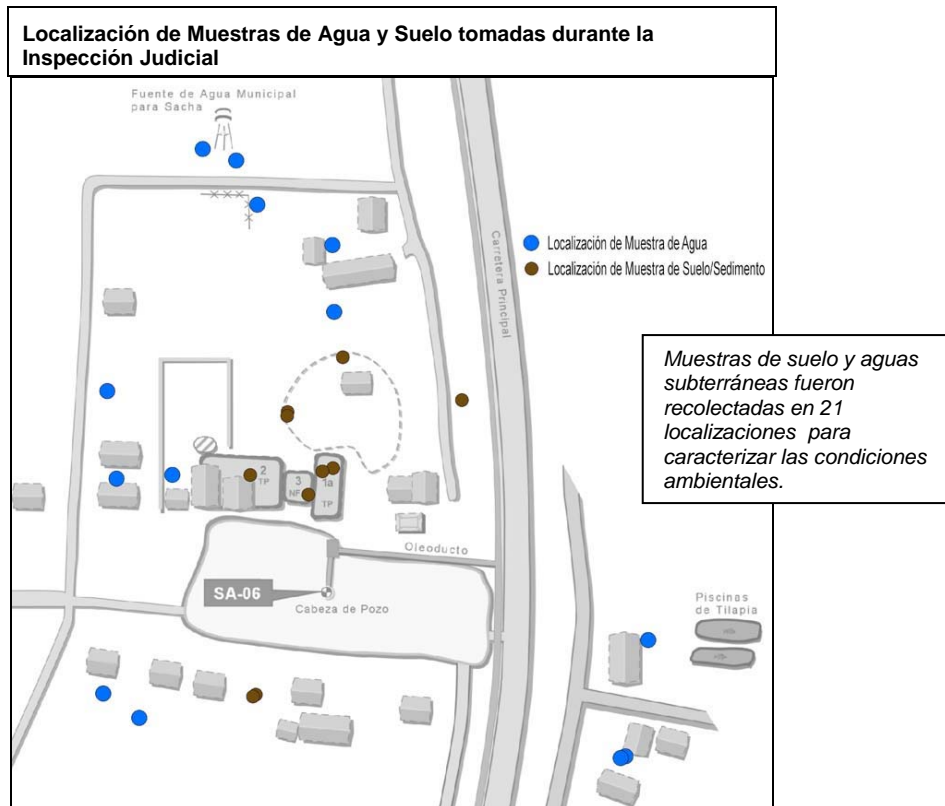 Localización de Muestras de Agua y Suelo tomadas durante la
Inspección Judicial
Fuente de Agua Municipal
para Sacha
Carretera Principal
Localización de Muestra de Agua
Localización de Muestra de Suelo/Sedimento
Muestras de suelo y aguas
subterráneas fueron
recolectadas en 21
localizaciones para
caracterizar las condiciones
ambientales.
2
TP
3
NF
1a
TP
Oleoducto
SA-06
Cabeza de Pozo
Piscinas
de Tilapia